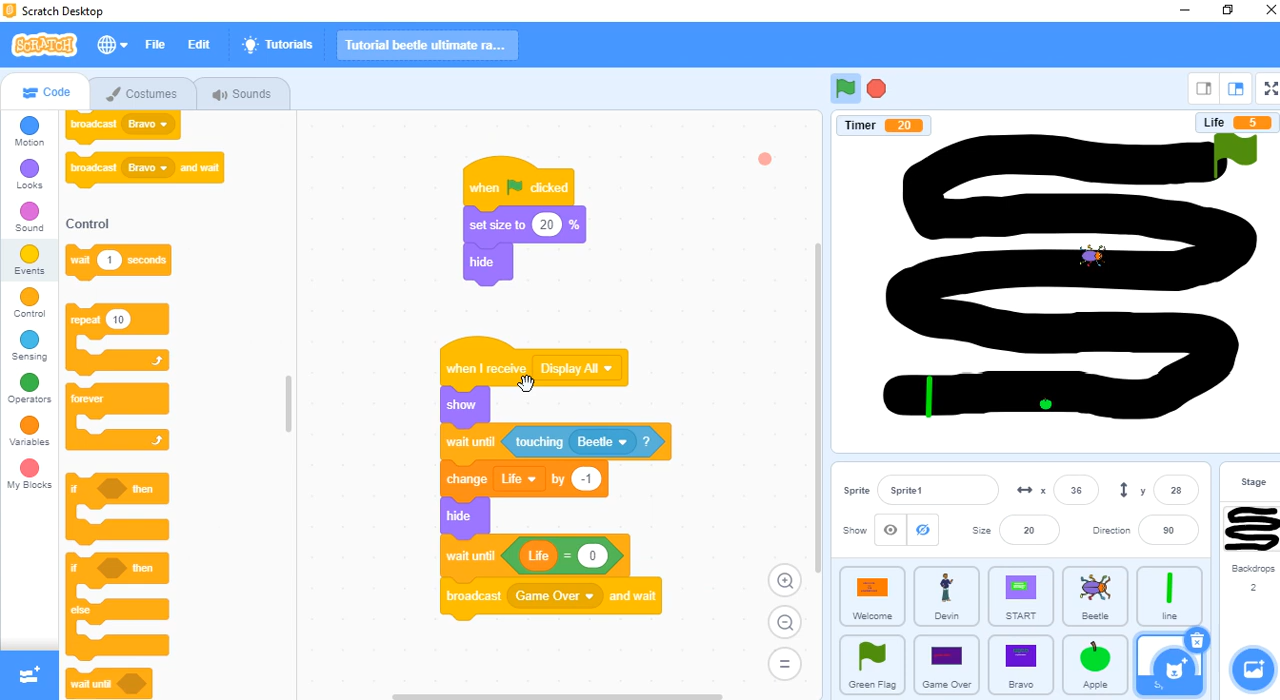 Scratch Desktop
SCRATCH File Edit Tutorials Tutorial beetle ultimate ra...
Code Costumes Sounds
Motion
Looks
Sound
Events
Control
Sensing
Operators
Variables
My Blocks
broadcast Bravo
broadcast Bravo and wait
Control
wait 1 seconds
repeat 10
forever
if then
if then
else
wait until
when clicked
set size to 20 %
hide
when I receive Display All
show
wait until touching Beetle ?
change Life by -1
hide
wait until Life = 0
broadcast Game Over and wait
Timer 20 Life 5
Sprite Sprite1 x 36 y 28
Show Size 20 Direction 90
Welcome Devin START Beetle line
Green Flag Game Over Bravo Apple
Stage
Backdrops
2